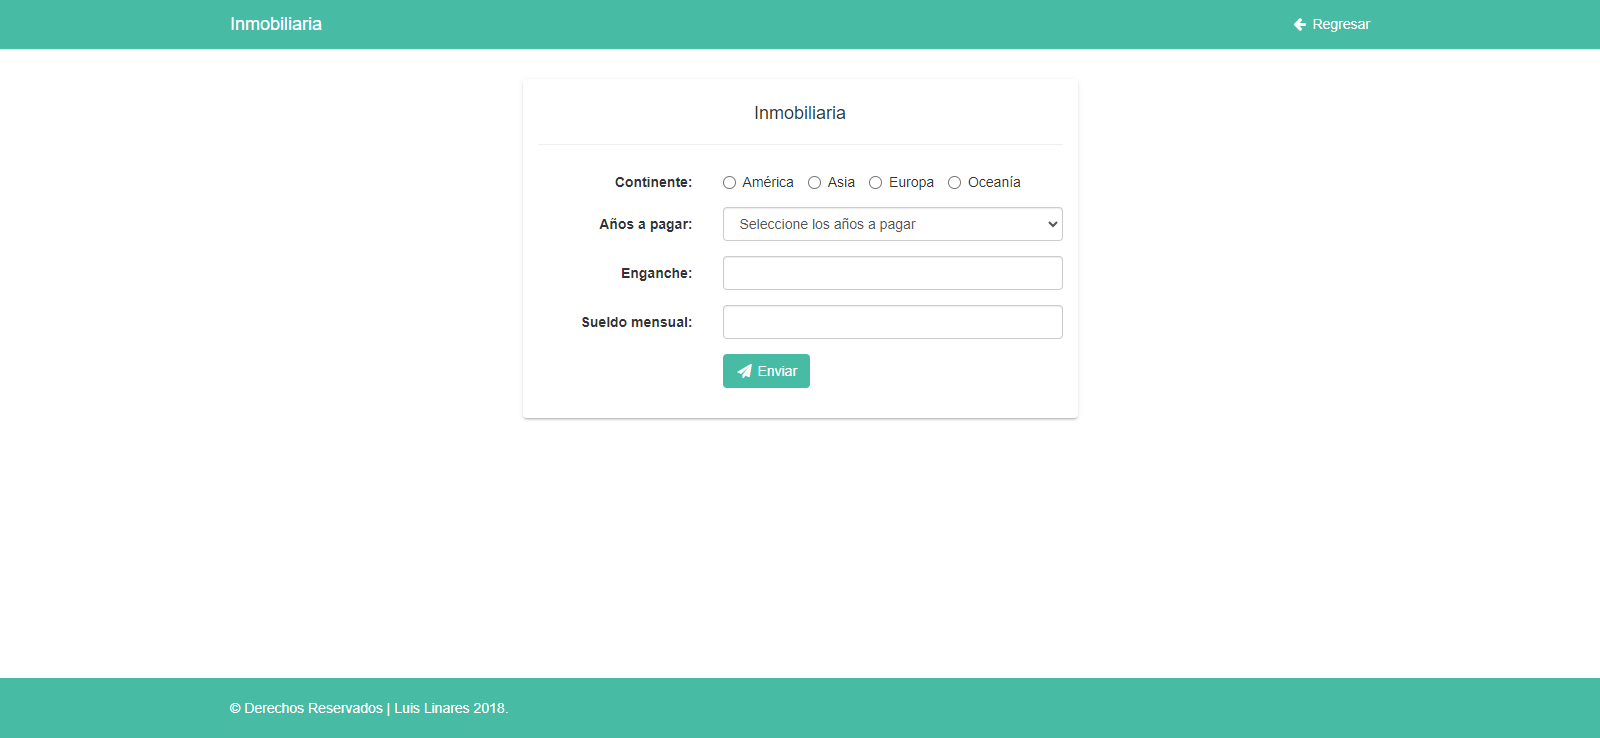 Inmobiliaria Regresar
Inmobiliaria
Continente: América Asia Europa Oceanía
Años a pagar: Seleccione los años a pagar
Enganche:
Sueldo mensual:
Enviar
© Derechos Reservados | Luis Linares 2018.